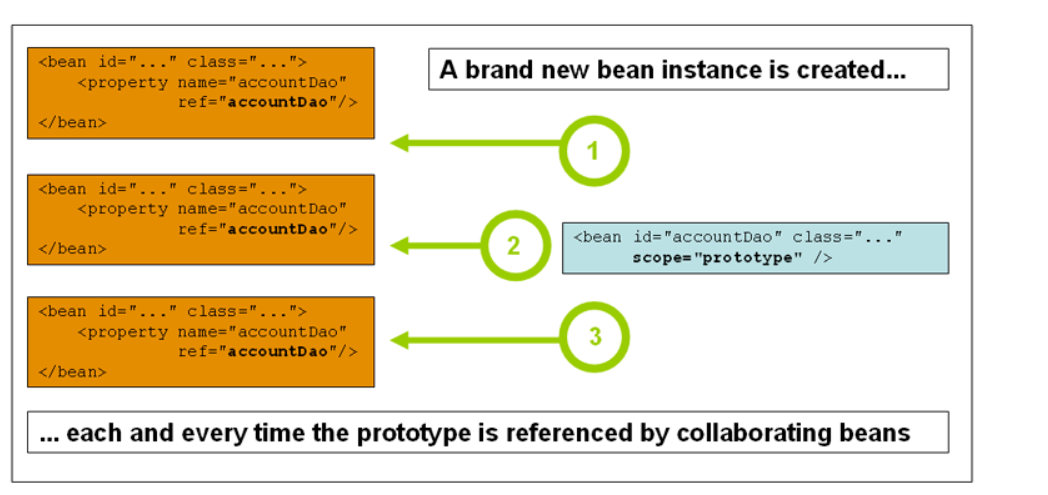 <bean id="..." class="...">
<property name="accountDao"
ref="accountDao"/>
</bean>
A brand new bean instance is created...
1
<bean id="..." class="...">
<property name="accountDao"
ref="accountDao"/>
</bean>
2
<bean id="accountDao" class="..."
scope="prototype" />
<bean id="..." class="...">
<property name="accountDao"
ref="accountDao"/>
</bean>
3
... each and every time the prototype is referenced by collaborating beans